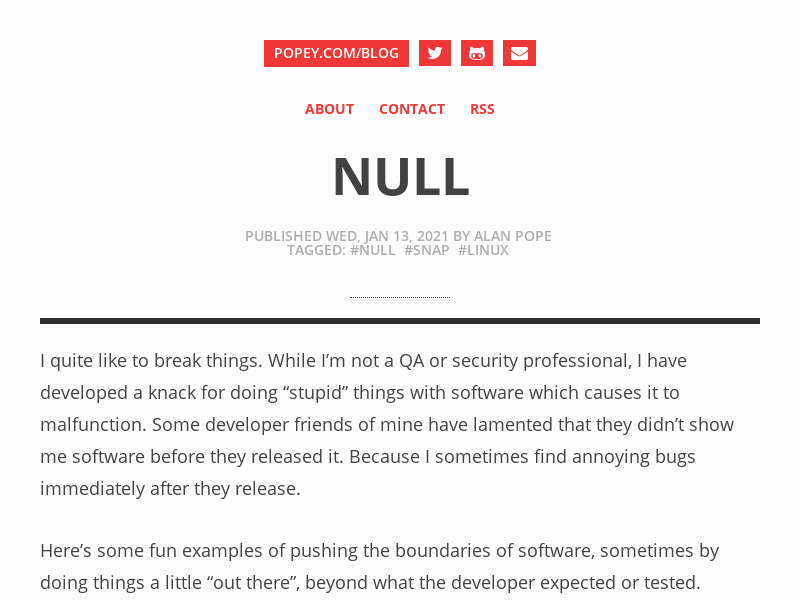 POPEY.COM/BLOG
ABOUT CONTACT RSS
NULL
PUBLISHED WED, JAN 13, 2021 BY ALAN POPE
TAGGED: #NULL #SNAP #LINUX
I quite like to break things. While I’m not a QA or security professional, I have
developed a knack for doing “stupid” things with software which causes it to
malfunction. Some developer friends of mine have lamented that they didn’t show
me software before they released it. Because I sometimes find annoying bugs
immediately after they release.
Here’s some fun examples of pushing the boundaries of software, sometimes by
doing things a little “out there”, beyond what the developer expected or tested.